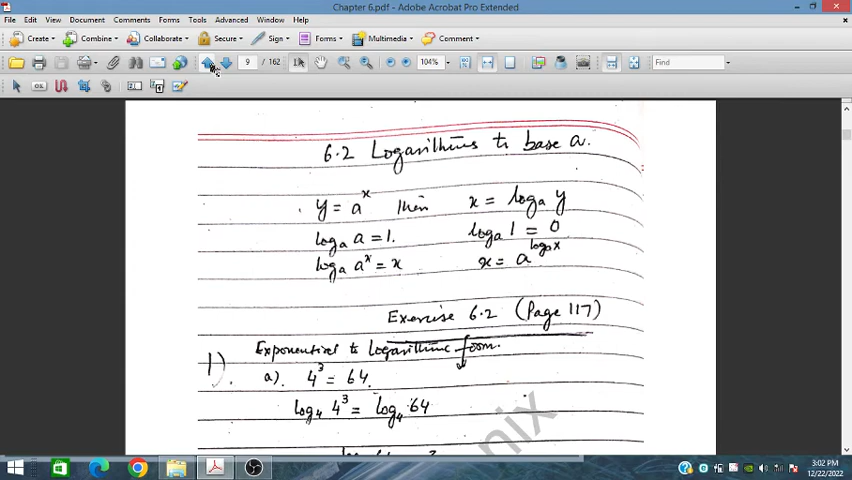 Chapter 6.pdf - Adobe Acrobat Pro Extended
File Edit View Document Comments Forms Tools Advanced Window Help
Create Combine Collaborate Secure Sign Forms Multimedia Comment
9 / 162 104% Find
6.2 Logarithms to base a.
y = a^x then x = log_a y
log_a a = 1. log_a 1 = 0
log_a a^x = x x = a^{log_a x}
Exercise 6.2 (Page 117)
Exponential to logarithmic form.
1). a). 4^3 = 64.
log_4 4^3 = log_4 64
nix
3:02 PM
12/22/2022